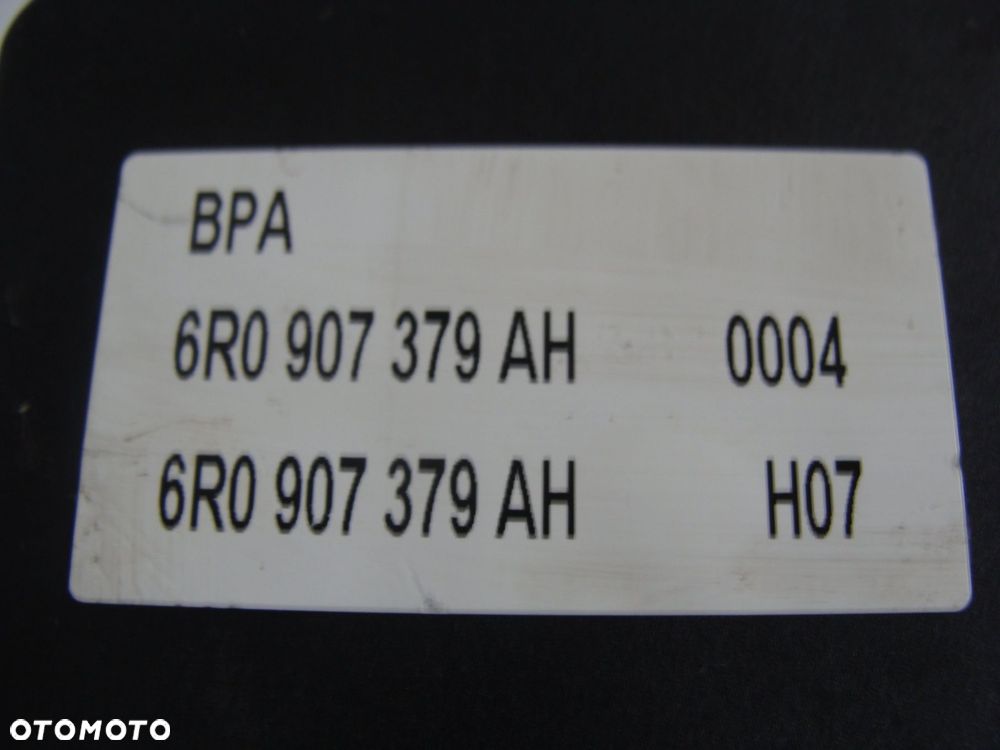 BPA
6R0 907 379 AH 0004
6R0 907 379 AH H07
OTOMOTO